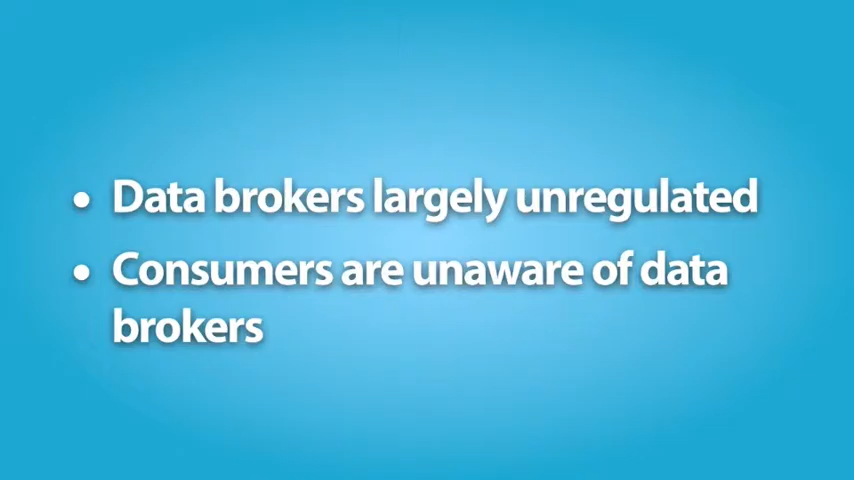 • Data brokers largely unregulated
• Consumers are unaware of data
brokers